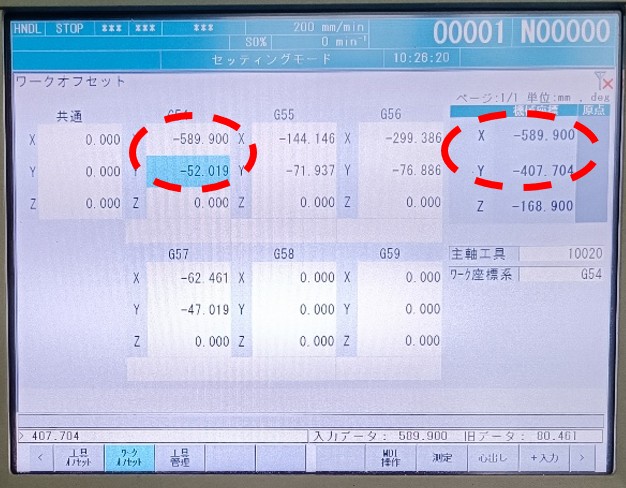 HNDL STOP *** *** *** 200 mm/min O0001 N00000
S0% 0 min⁻¹
セッティングモード 10:26:20
ワークオフセット
ページ:1/1 単位:mm , deg
共通 G54 G55 G56 機械座標 原点
X 0.000 X -589.900 X -144.146 X -299.386 X -589.900
Y 0.000 Y -52.019 Y -71.937 Y -76.886 Y -407.704
Z 0.000 Z 0.000 Z 0.000 Z 0.000 Z -168.900
G57 G58 G59 主軸工具 10020
X -62.461 X 0.000 X 0.000 ワーク座標系 G54
Y -47.019 Y 0.000 Y 0.000
Z 0.000 Z 0.000 Z 0.000
> 407.704 入力データ: 589.900 旧データ: 80.461
< 工具オフセット ワークオフセット 工具管理 MDI操作 測定 心出し +入力 >